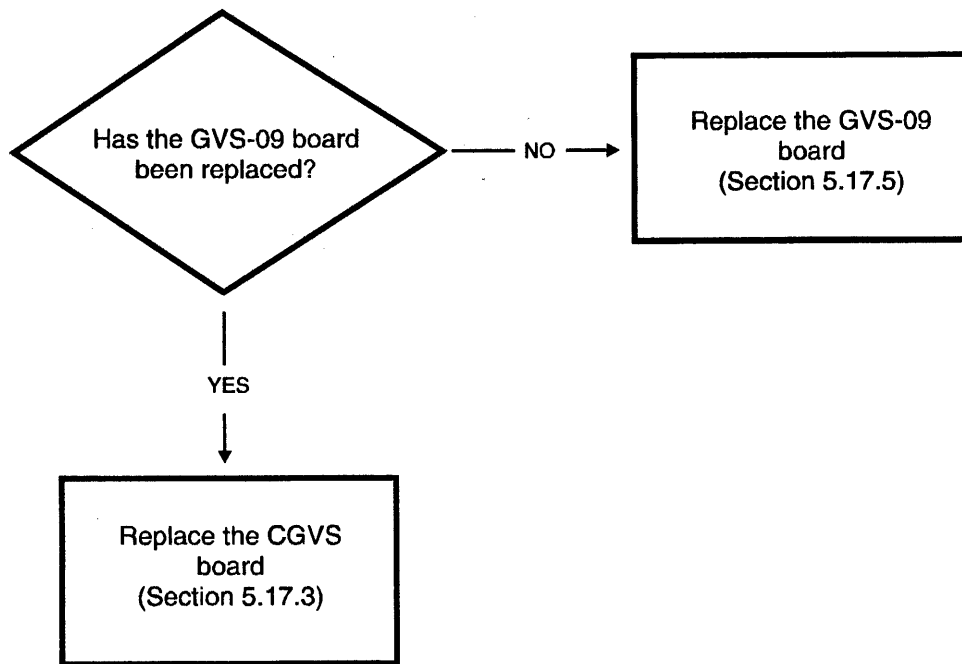 Has the GVS-09 board
been replaced?
NO
Replace the GVS-09
board
(Section 5.17.5)
YES
Replace the CGVS
board
(Section 5.17.3)